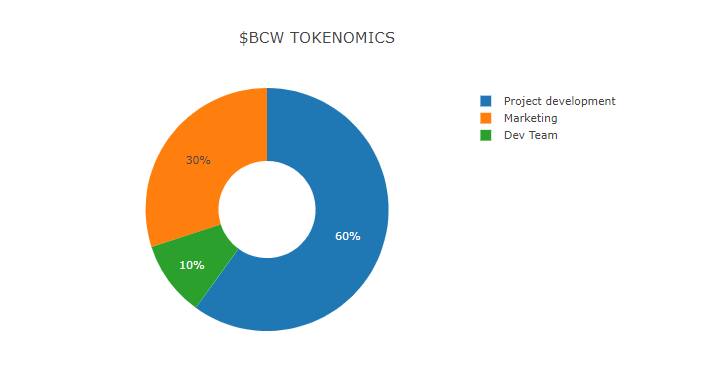 $BCW TOKENOMICS
Project development
Marketing
Dev Team
30%
60%
10%